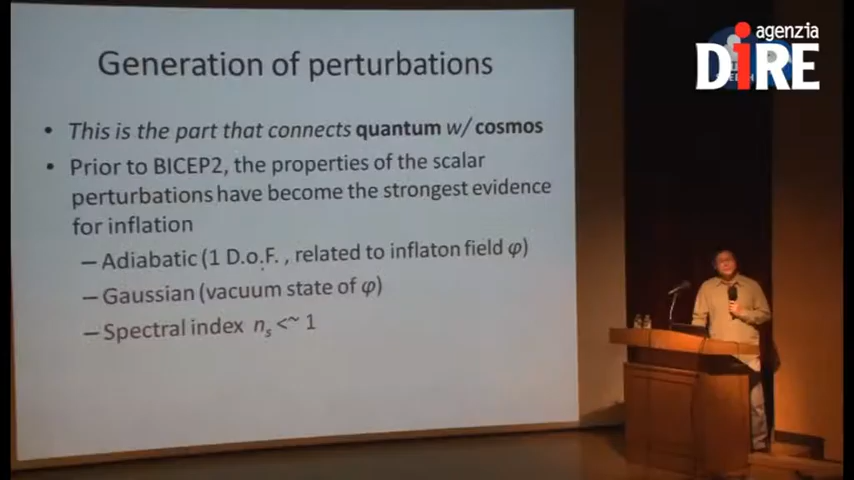 agenzia
DiRE
Generation of perturbations
• This is the part that connects quantum w/ cosmos
• Prior to BICEP2, the properties of the scalar
perturbations have become the strongest evidence
for inflation
– Adiabatic (1 D.o.F. , related to inflaton field φ)
– Gaussian (vacuum state of φ)
– Spectral index nₛ <~ 1